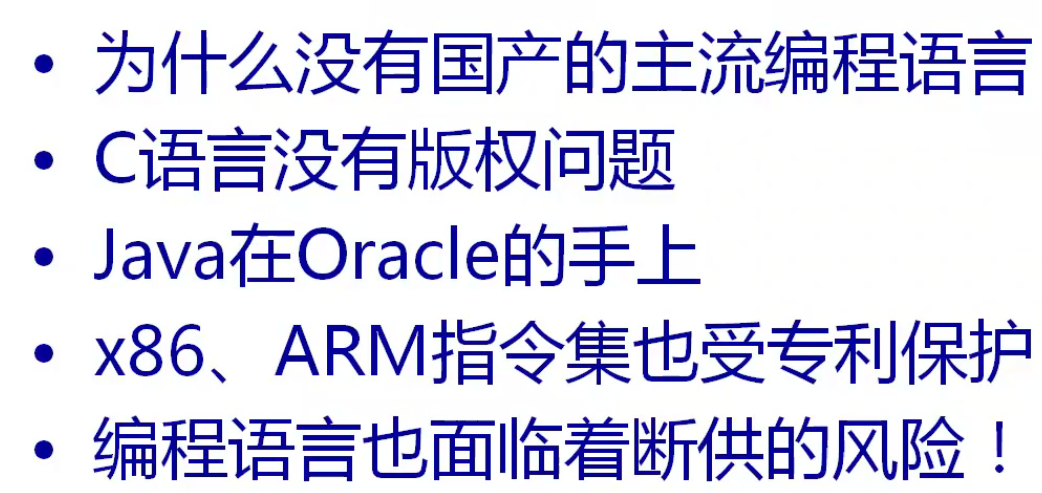 • 为什么没有国产的主流编程语言
• C语言没有版权问题
• Java在Oracle的手上
• x86、ARM指令集也受专利保护
• 编程语言也面临着断供的风险！